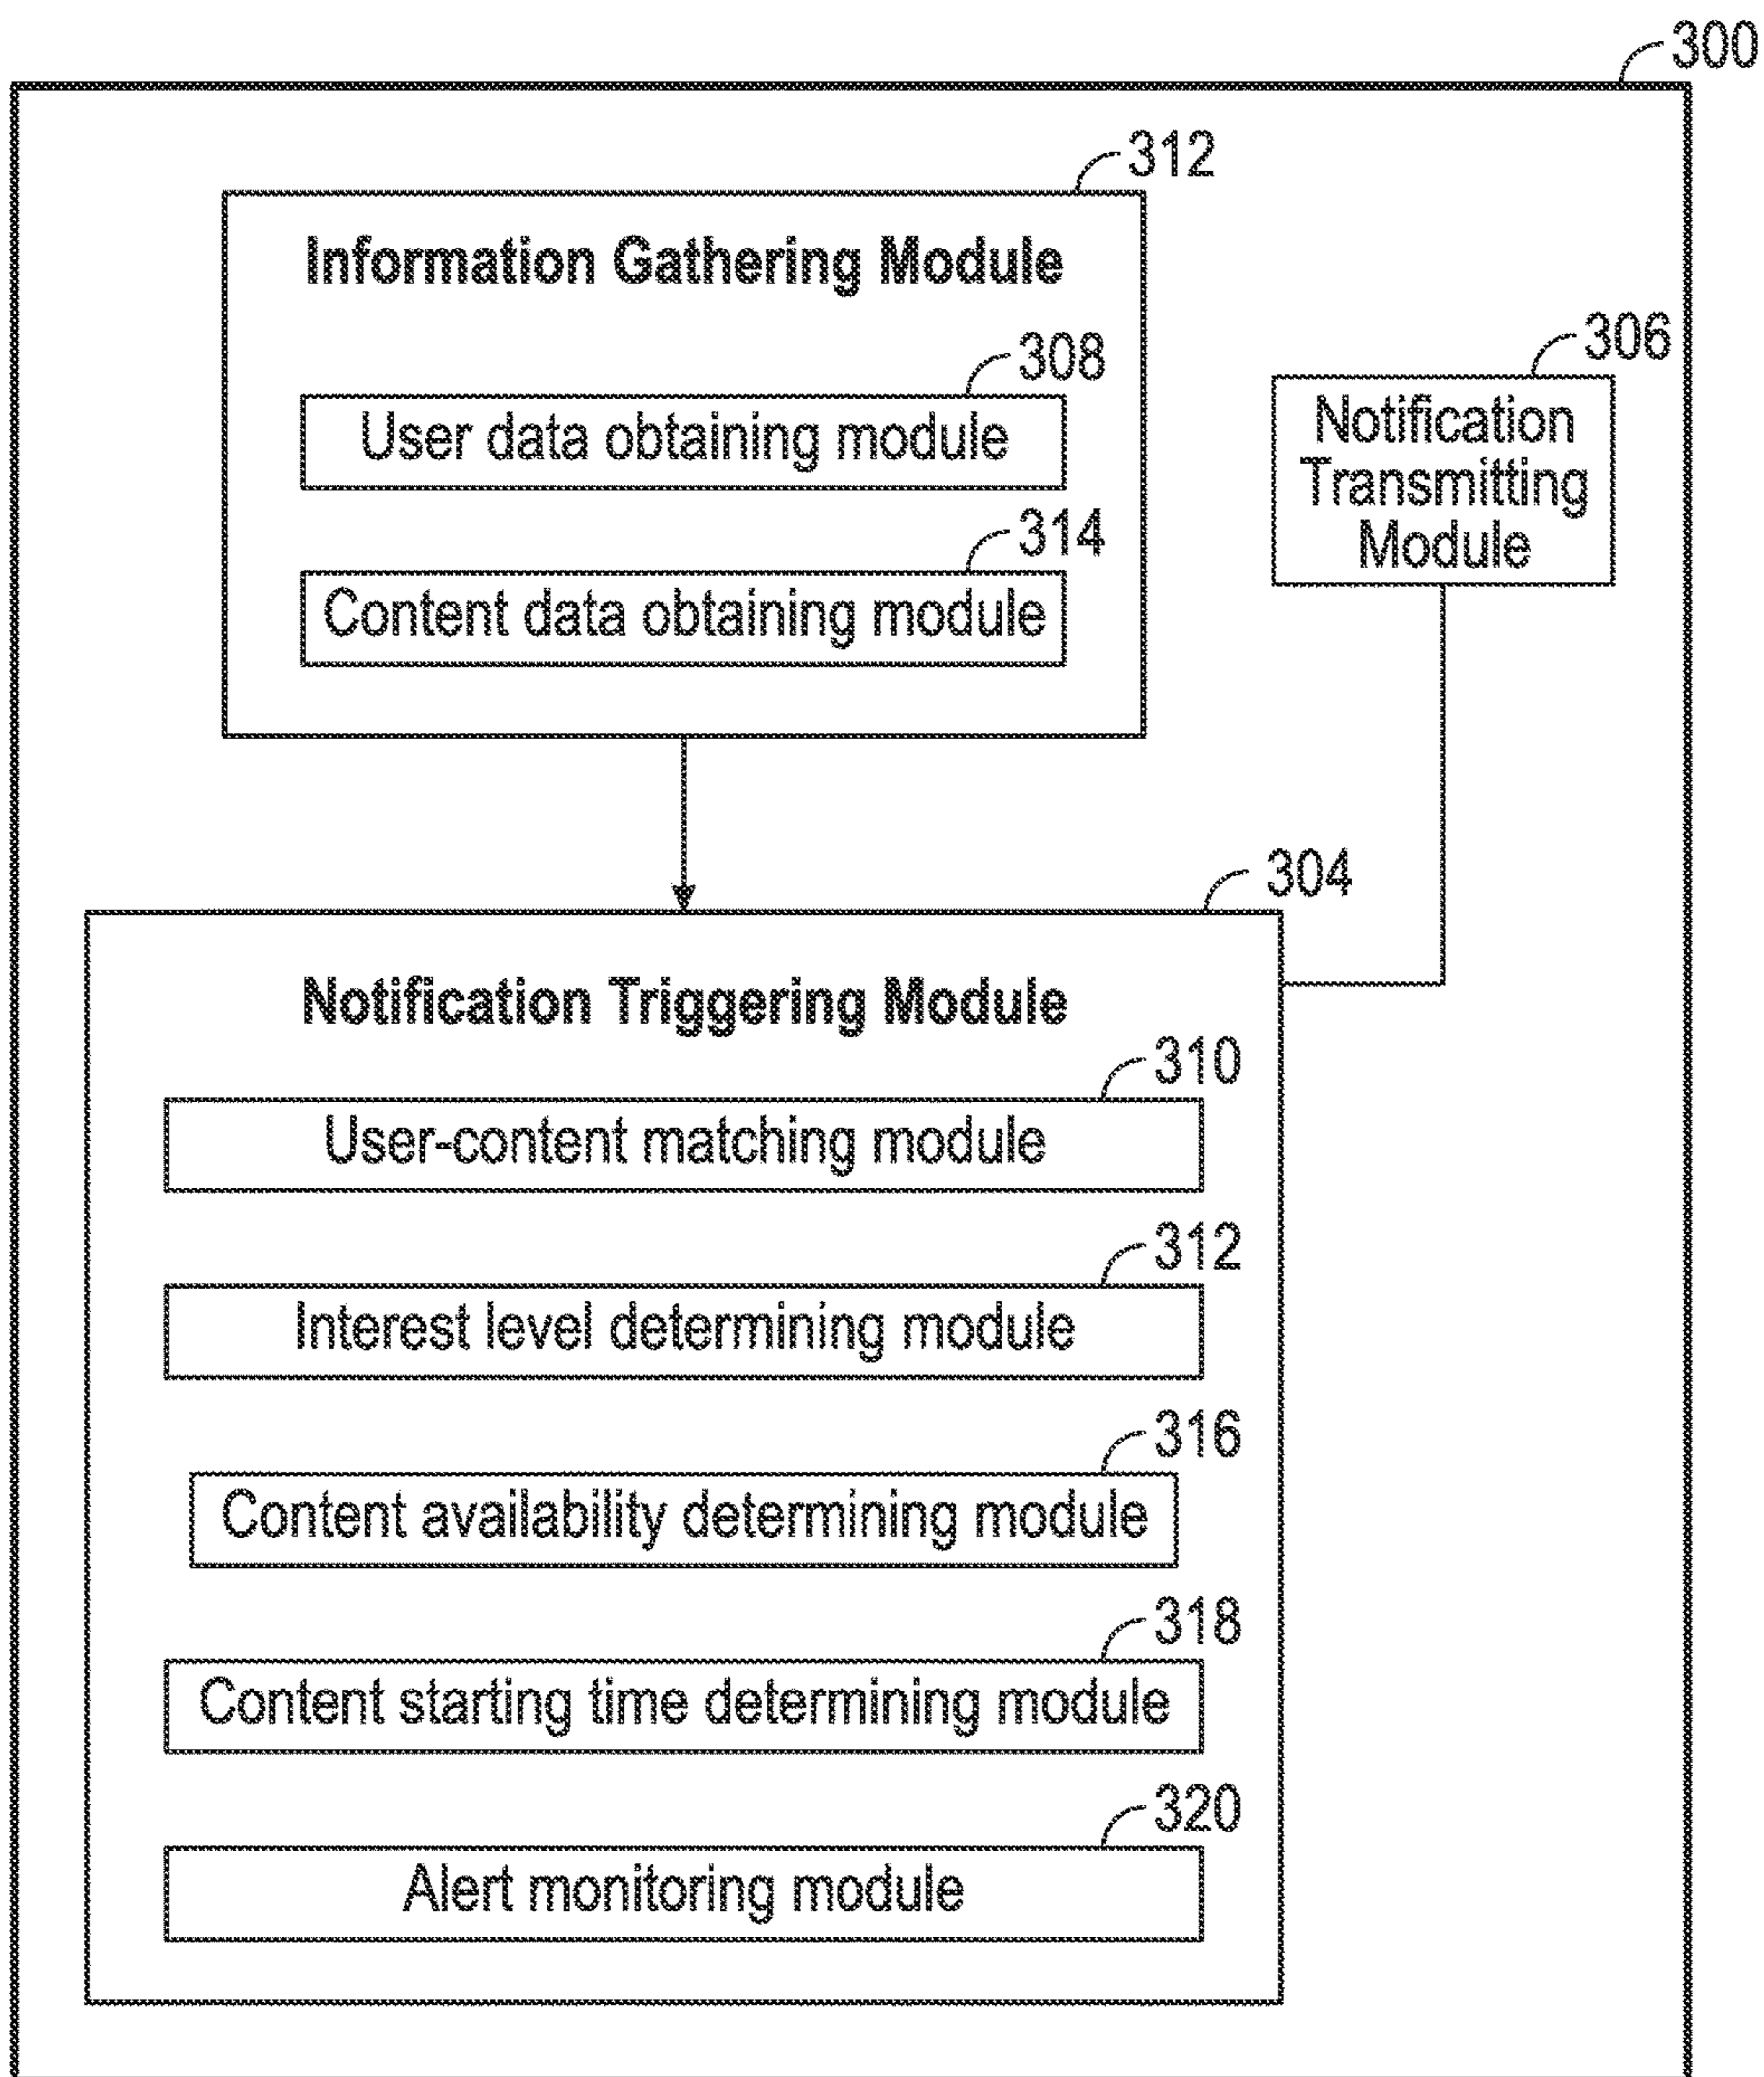 300
312
Information Gathering Module
308
User data obtaining module
314
Content data obtaining module
306
Notification
Transmitting
Module
304
Notification Triggering Module
310
User-content matching module
312
Interest level determining module
316
Content availability determining module
318
Content starting time determining module
320
Alert monitoring module